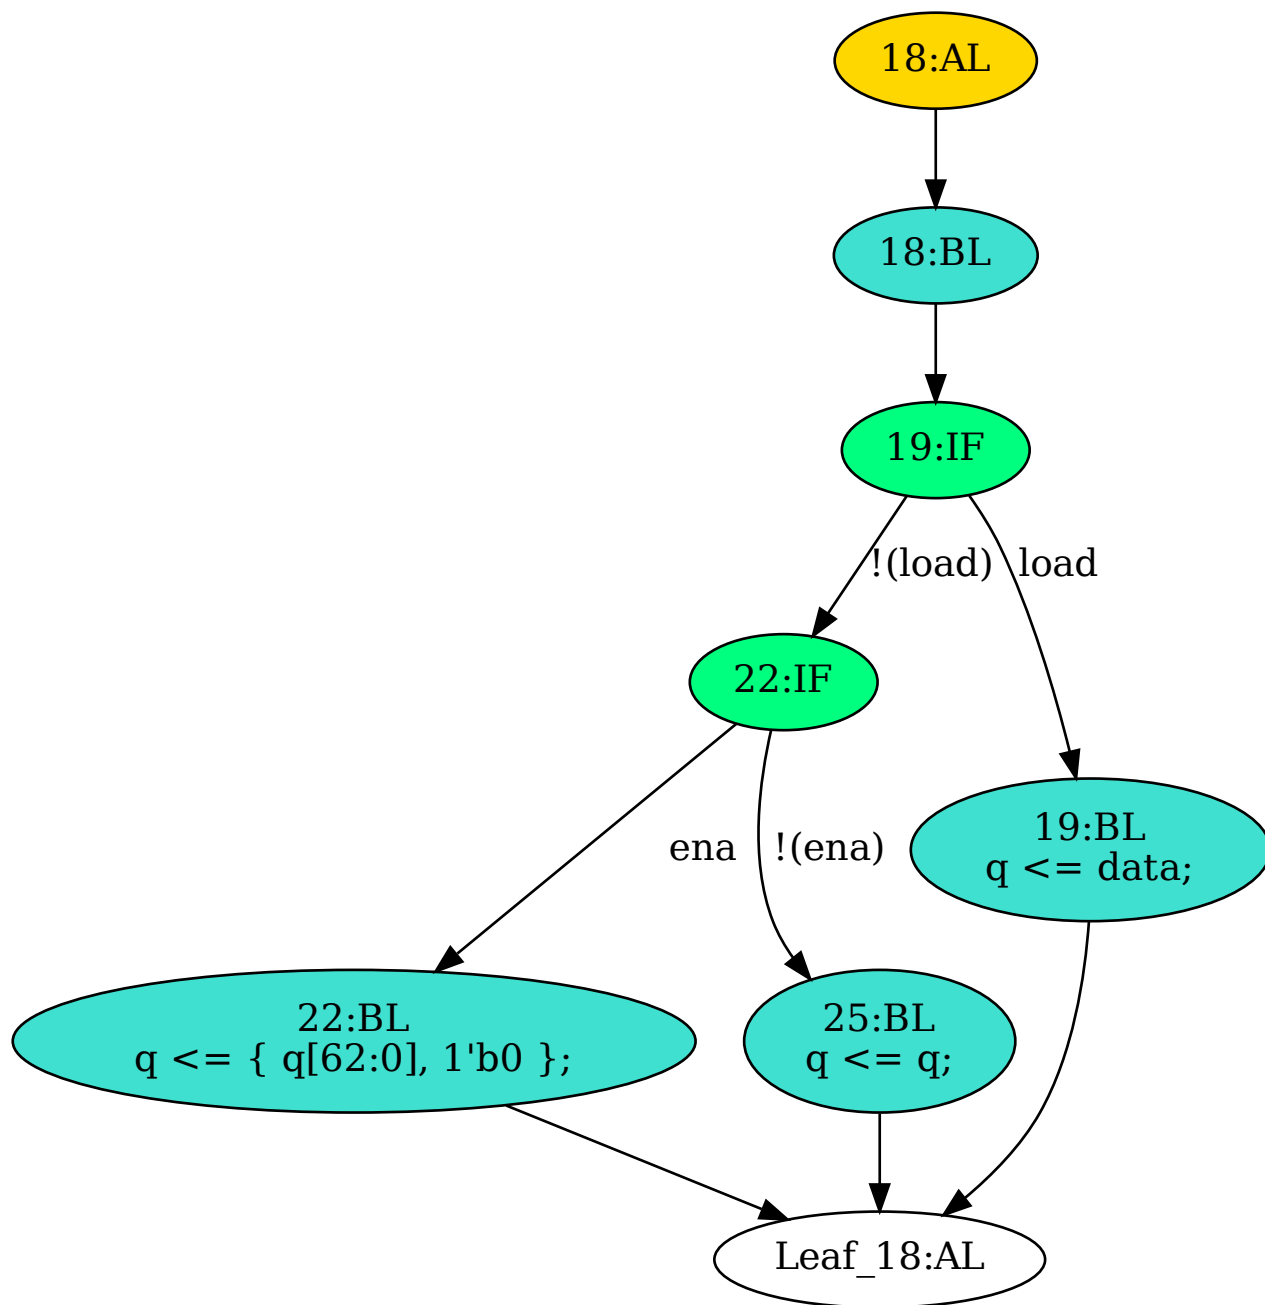 18:AL
18:BL
19:IF
!(load)
load
22:IF
ena
!(ena)
19:BL
q <= data;
22:BL
q <= { q[62:0], 1'b0 };
25:BL
q <= q;
Leaf_18:AL